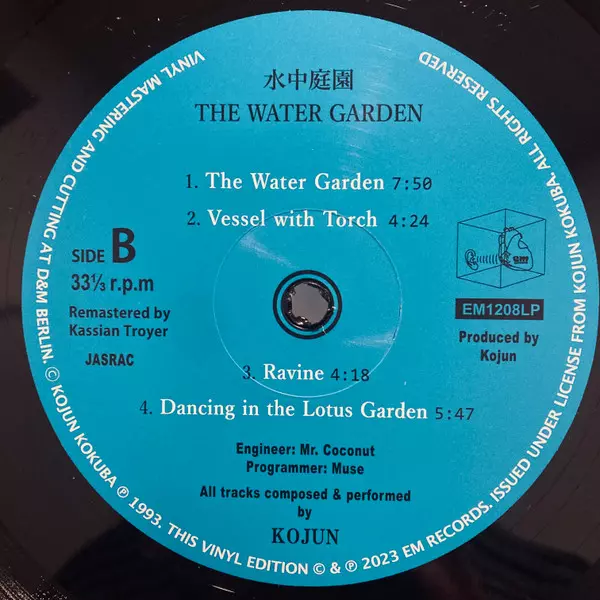 水中庭園
THE WATER GARDEN
1. The Water Garden 7:50
2. Vessel with Torch 4:24
SIDE B
33⅓ r.p.m
Remastered by
Kassian Troyer
JASRAC
em
EM1208LP
Produced by
Kojun
3. Ravine 4:18
4. Dancing in the Lotus Garden 5:47
Engineer: Mr. Coconut
Programmer: Muse
All tracks composed & performed
by
KOJUN
VINYL MASTERING AND CUTTING AT D&M BERLIN. © KOJUN KOKUBA ℗ 1993. THIS VINYL EDITION © & ℗ 2023 EM RECORDS. ISSUED UNDER LICENSE FROM KOJUN KOKUBA. ALL RIGHTS RESERVED